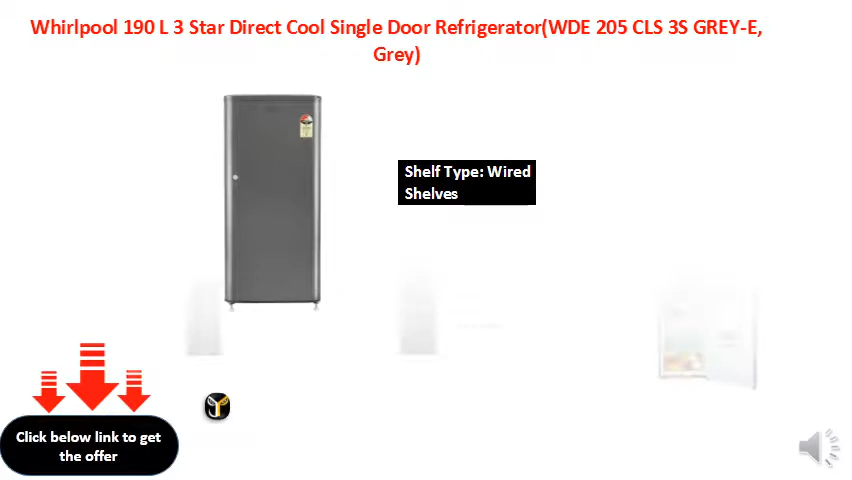 Whirlpool 190 L 3 Star Direct Cool Single Door Refrigerator(WDE 205 CLS 3S GREY-E,
Grey)
Shelf Type: Wired
Shelves
Click below link to get
the offer